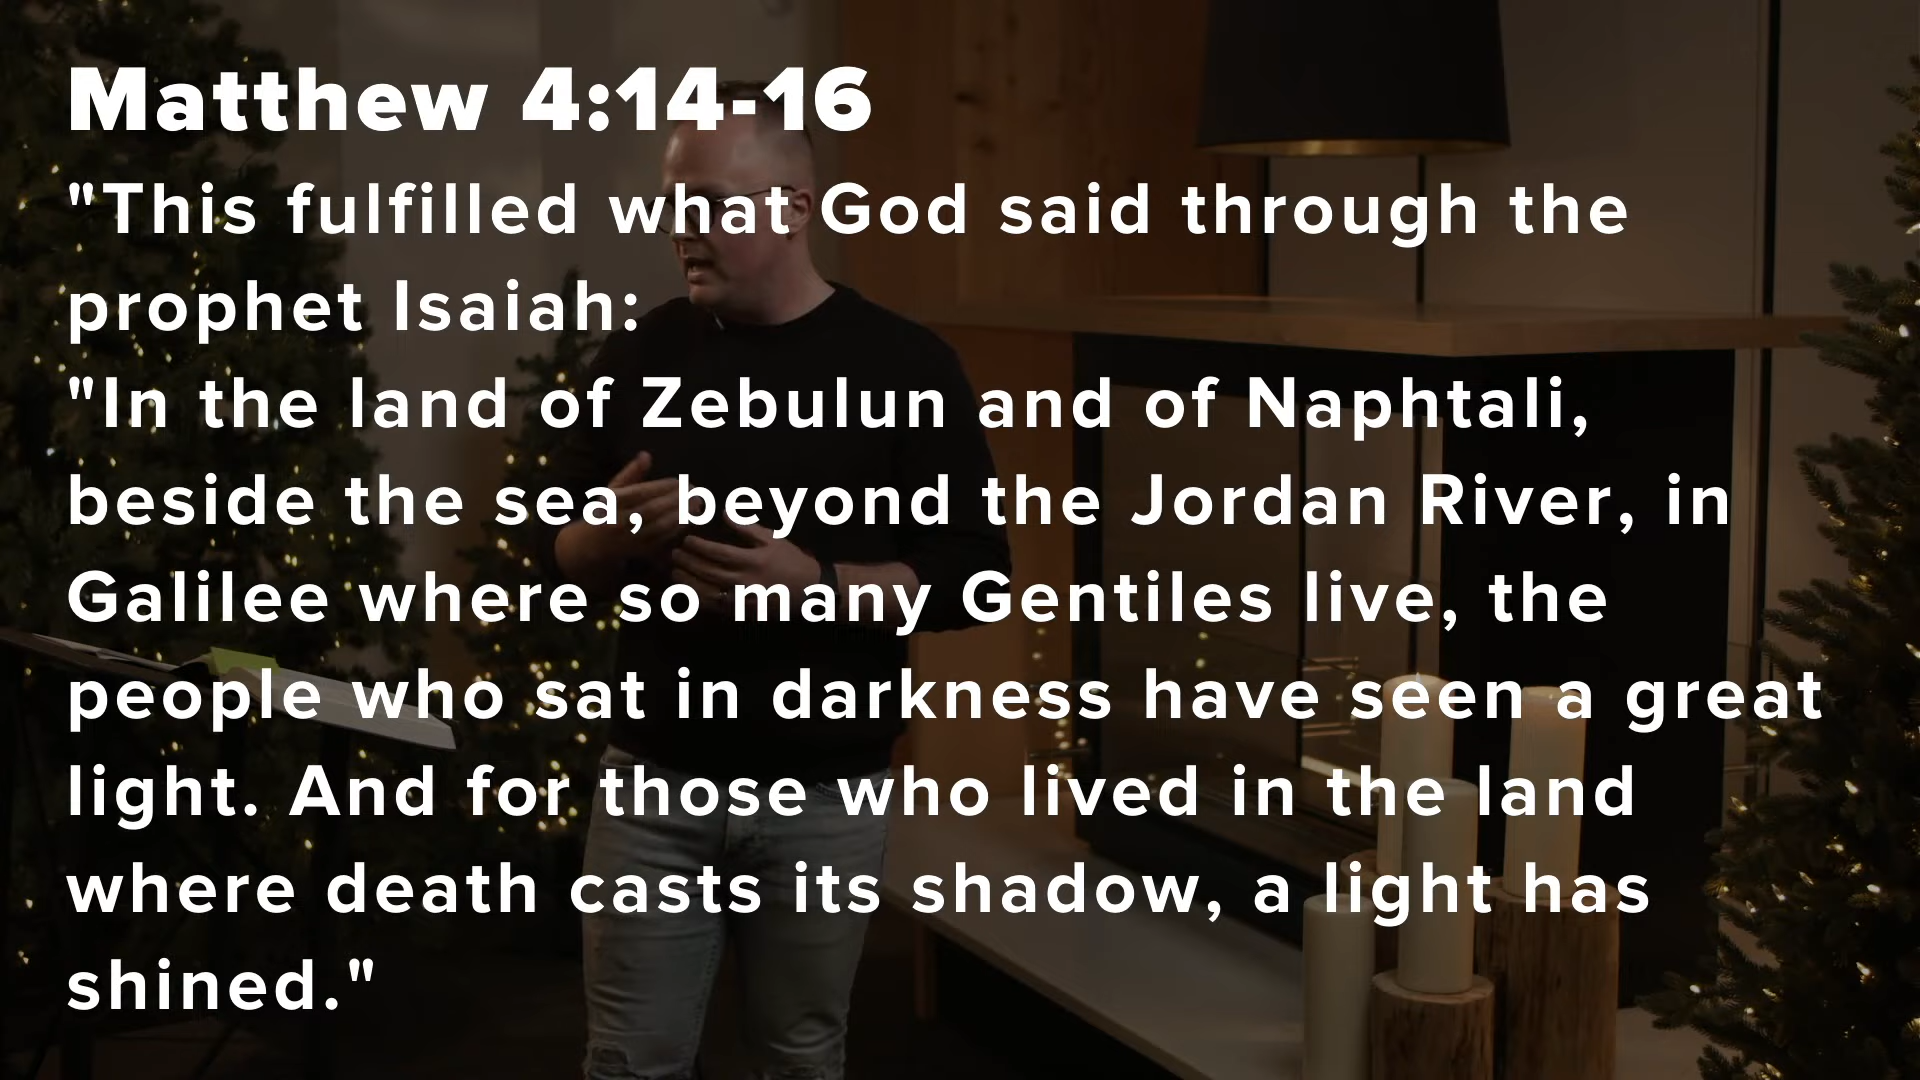 Matthew 4:14-16
"This fulfilled what God said through the
prophet Isaiah:
"In the land of Zebulun and of Naphtali,
beside the sea, beyond the Jordan River, in
Galilee where so many Gentiles live, the
people who sat in darkness have seen a great
light. And for those who lived in the land
where death casts its shadow, a light has
shined."